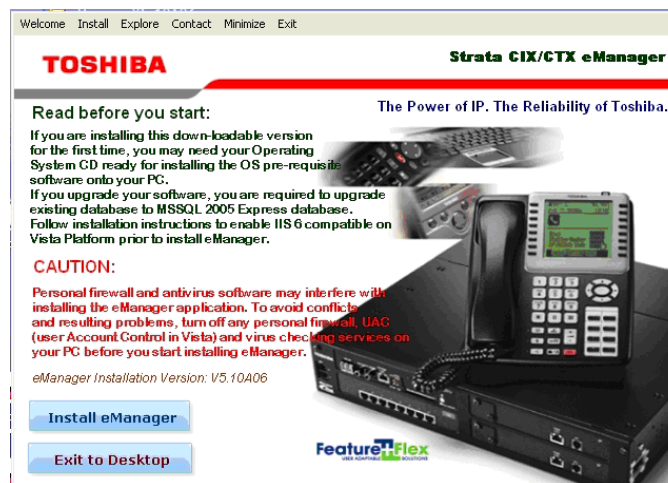 Welcome Install Explore Contact Minimize Exit
TOSHIBA
Strata CIX/CTX eManager
The Power of IP. The Reliability of Toshiba.
Read before you start:
If you are installing this down-loadable version
for the first time, you may need your Operating
System CD ready for installing the OS pre-requisite
software onto your PC.
If you upgrade your software, you are required to upgrade
existing database to MSSQL 2005 Express database.
Follow installation instructions to enable IIS 6 compatible on
Vista Platform prior to install eManager.
CAUTION:
Personal firewall and antivirus software may interfere with
installing the eManager application. To avoid conflicts
and resulting problems, turn off any personal firewall, UAC
(user Account Control in Vista) and virus checking services on
your PC before you start installing eManager.
eManager Installation Version: V5.10A06
Install eManager
Exit to Desktop
FeatureFlex
USER ADAPTABLE SOLUTIONS
TOSHIBA